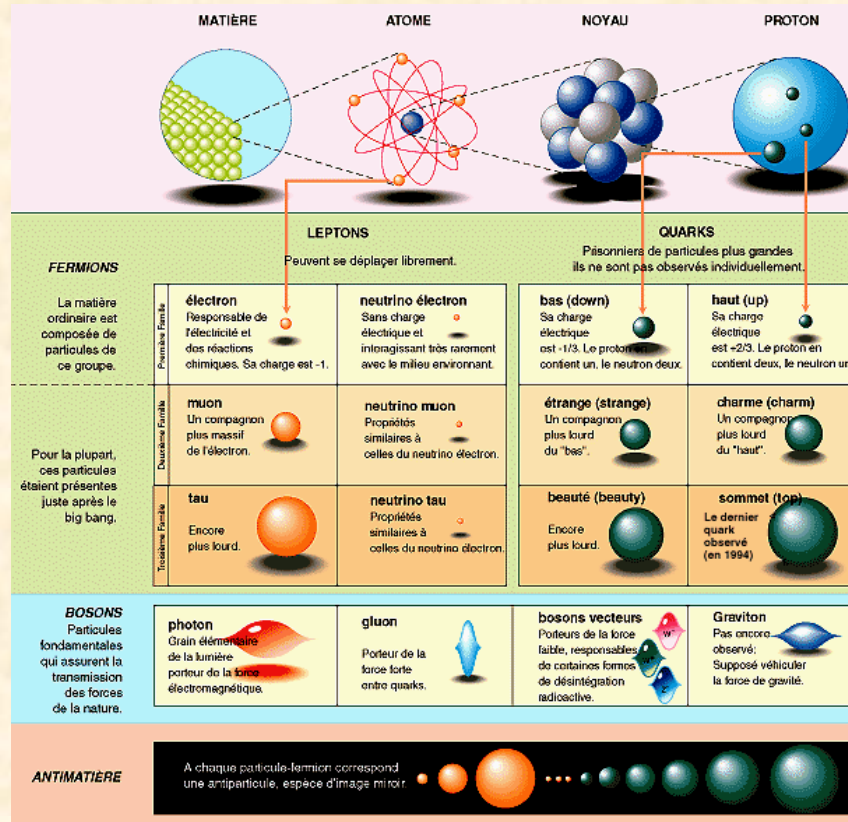 MATIÈRE
ATOME
NOYAU
PROTON
LEPTONS
Peuvent se déplacer librement.
QUARKS
Prisonniers de particules plus grandes
ils ne sont pas observés individuellement.
FERMIONS
La matière
ordinaire est
composée de
particules de
ce groupe.
Première Famille
électron
Responsable de
l'électricité et
des réactions
chimiques. Sa charge est -1.
neutrino électron
Sans charge
électrique et
interagissant très rarement
avec le milieu environnant.
bas (down)
Sa charge
électrique
est -1/3. Le proton en
contient un, le neutron deux.
haut (up)
Sa charge
électrique
est +2/3. Le proton en
contient deux, le neutron un
Pour la plupart,
ces particules
étaient présentes
juste après le
big bang.
Deuxième Famille
muon
Un compagnon
plus massif
de l'électron.
neutrino muon
Propriétés
similaires à
celles du neutrino électron.
étrange (strange)
Un compagnon
plus lourd
du "bas".
charme (charm)
Un compagnon
plus lourd
du "haut".
Troisième Famille
tau
Encore
plus lourd.
neutrino tau
Propriétés
similaires à
celles du neutrino électron.
beauté (beauty)
Encore
plus lourd.
sommet (top)
Le dernier
quark
observé
(en 1994)
BOSONS
Particules
fondamentales
qui assurent la
transmission
des forces
de la nature.
photon
Grain élémentaire
de la lumière
porteur de la force
électromagnétique.
gluon
Porteur de la
force forte
entre quarks.
bosons vecteurs
Porteurs de la force
faible, responsables
de certaines formes
de désintégration
radioactive.
Graviton
Pas encore
observé:
Supposé véhiculer
la force de gravité.
ANTIMATIÈRE
A chaque particule-fermion correspond
une antiparticule, espèce d'image miroir.